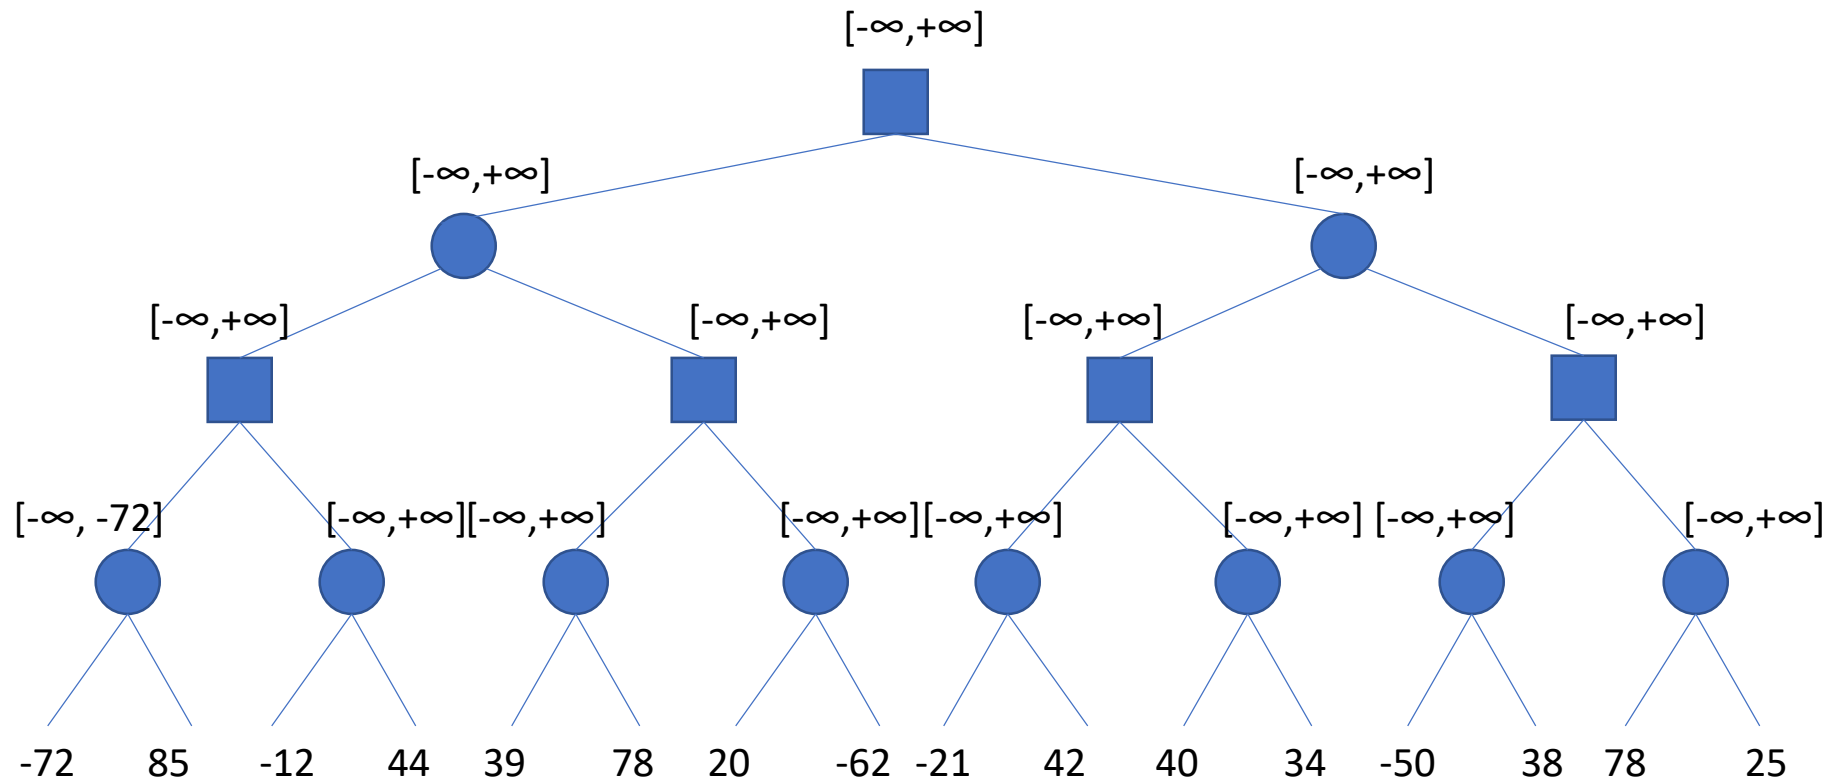 [-∞,+∞]
[-∞,+∞] [-∞,+∞]
[-∞,+∞] [-∞,+∞] [-∞,+∞] [-∞,+∞]
[-∞, -72] [-∞,+∞] [-∞,+∞] [-∞,+∞] [-∞,+∞] [-∞,+∞] [-∞,+∞] [-∞,+∞]
-72 85 -12 44 39 78 20 -62 -21 42 40 34 -50 38 78 25